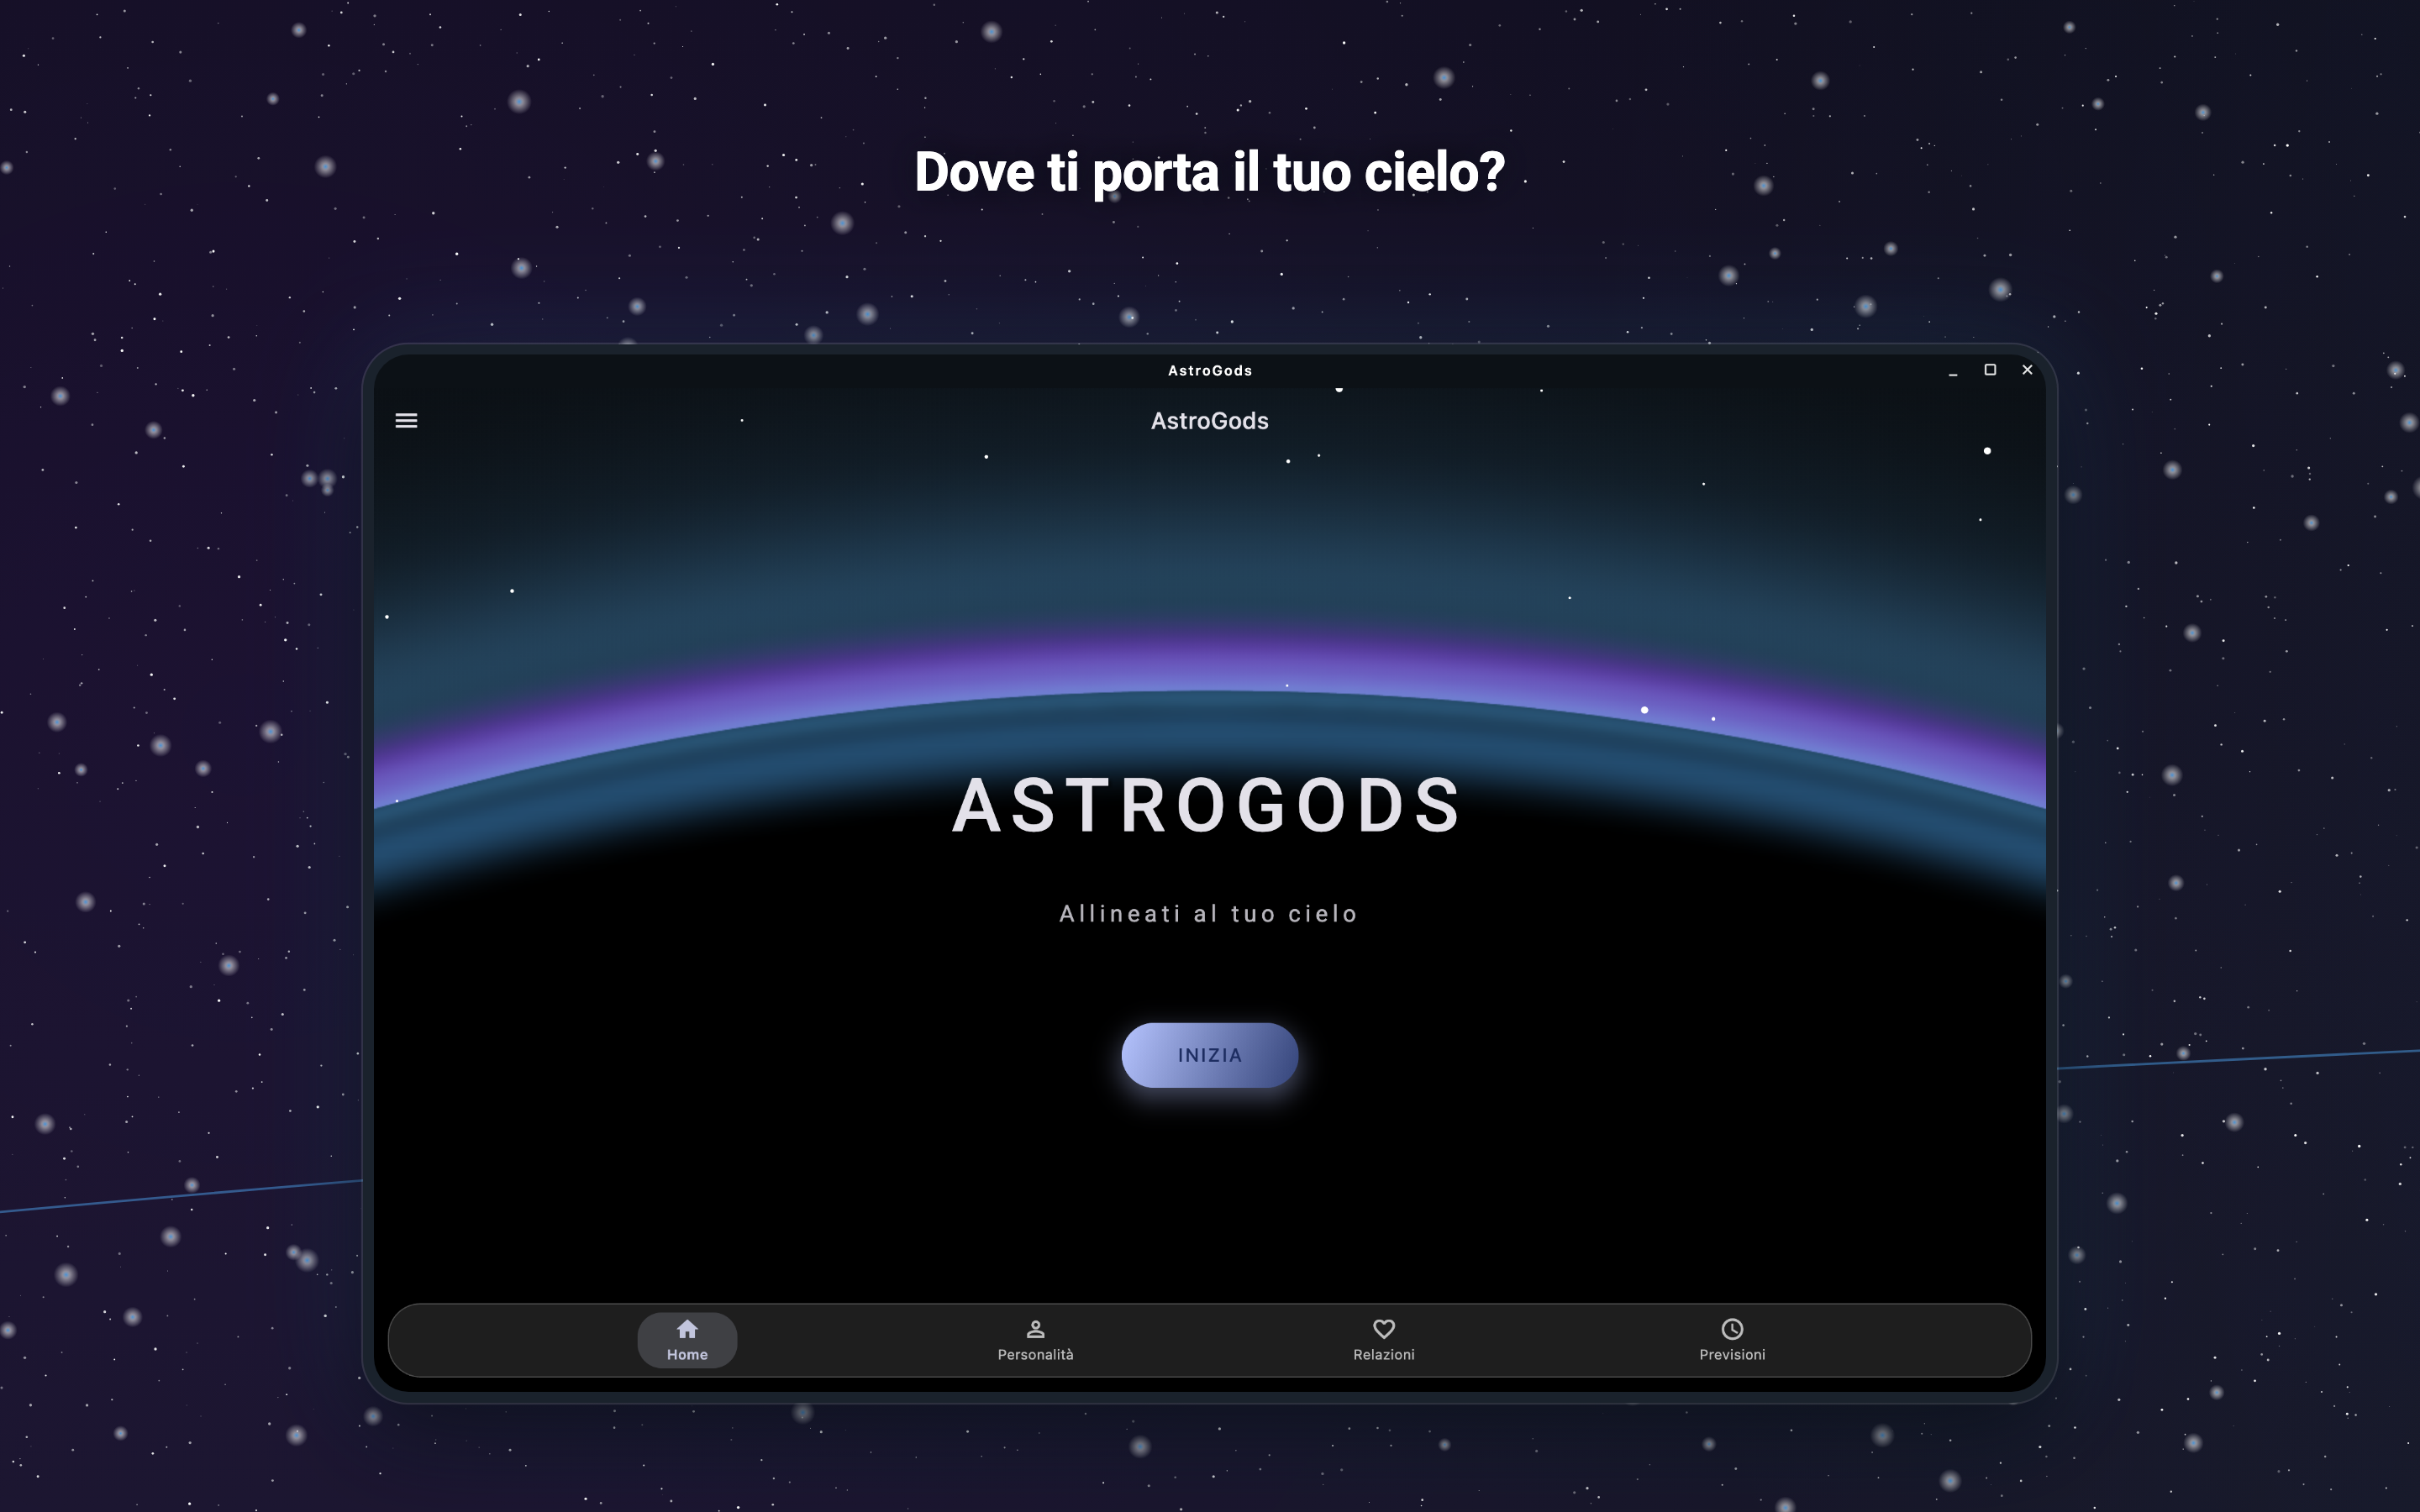 Dove ti porta il tuo cielo?
AstroGods
AstroGods
ASTROGODS
Allineati al tuo cielo
INIZIA
Home
Personalità
Relazioni
Previsioni